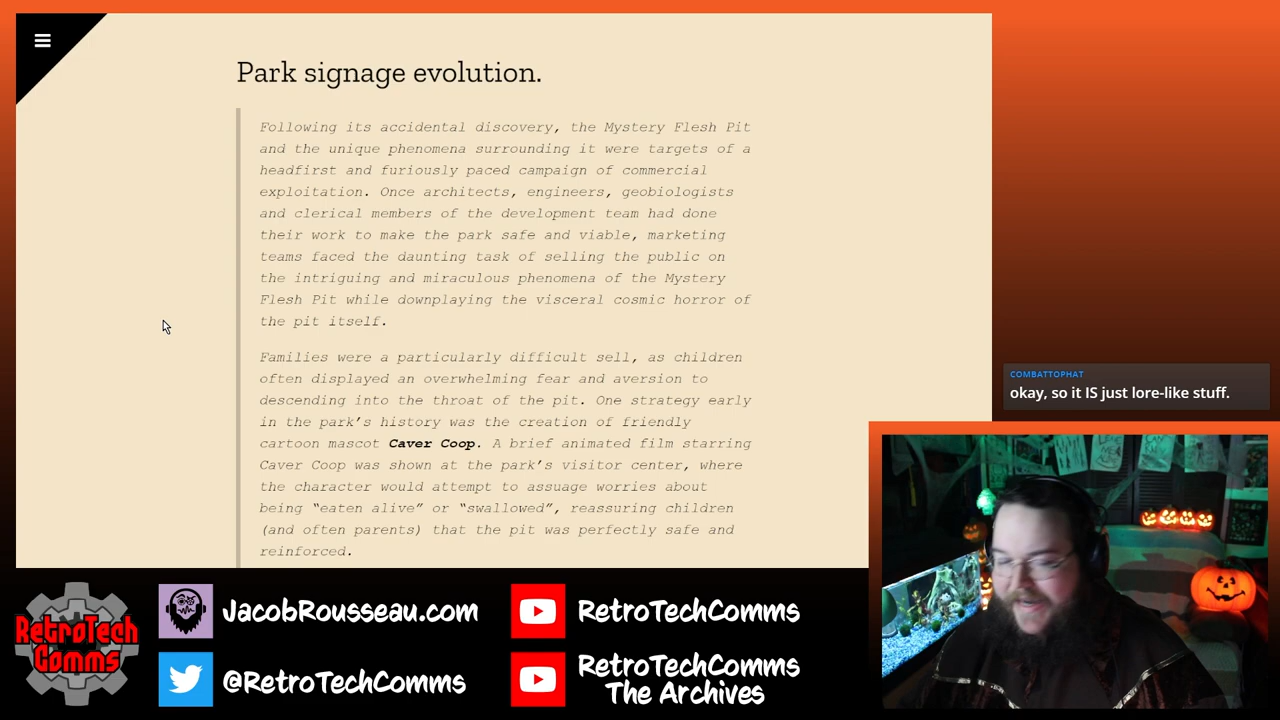 Park signage evolution.
Following its accidental discovery, the Mystery Flesh Pit
and the unique phenomena surrounding it were targets of a
headfirst and furiously paced campaign of commercial
exploitation. Once architects, engineers, geobiologists
and clerical members of the development team had done
their work to make the park safe and viable, marketing
teams faced the daunting task of selling the public on
the intriguing and miraculous phenomena of the Mystery
Flesh Pit while downplaying the visceral cosmic horror of
the pit itself.
Families were a particularly difficult sell, as children
often displayed an overwhelming fear and aversion to
descending into the throat of the pit. One strategy early
in the park’s history was the creation of friendly
cartoon mascot Caver Coop. A brief animated film starring
Caver Coop was shown at the park’s visitor center, where
the character would attempt to assuage worries about
being “eaten alive” or “swallowed”, reassuring children
(and often parents) that the pit was perfectly safe and
reinforced.
COMBATTOPHAT
okay, so it IS just lore-like stuff.
RetroTech
Comms
JacobRousseau.com
@RetroTechComms
RetroTechComms
RetroTechComms
The Archives